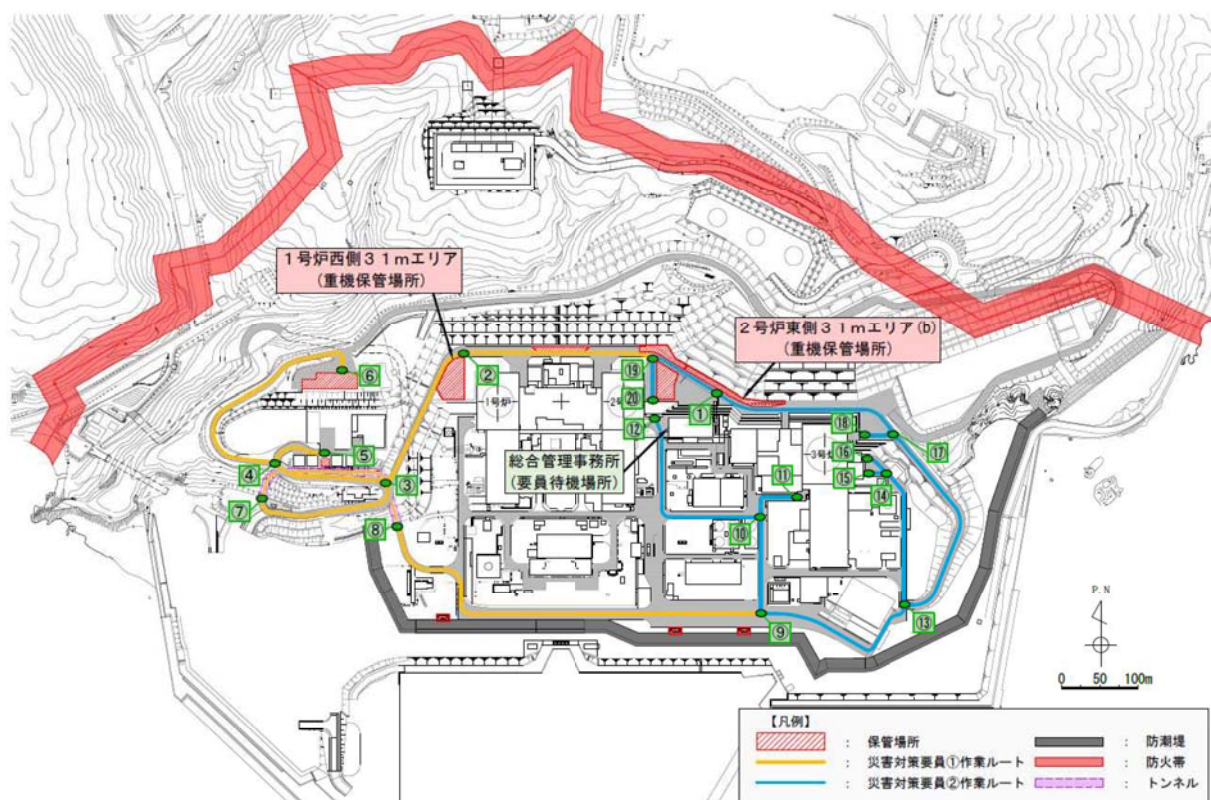 1号炉西側31mエリア
(重機保管場所)
2号炉東側31mエリア(b)
(重機保管場所)
⑥
②
1号炉
2号
⑲
⑳
⑫
①
総合管理事務所
(要員待機場所)
3号炉
⑱
⑯
⑮
⑭
⑰
⑪
⑤
④
③
⑦
⑧
⑩
⑨
⑬
P.N
0 50 100m
【凡例】
: 保管場所
: 防潮堤
: 災害対策要員①作業ルート
: 防火帯
: 災害対策要員②作業ルート
: トンネル